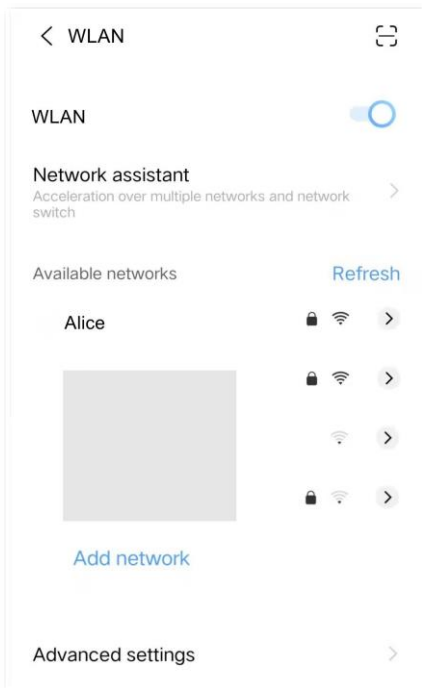 WLAN
WLAN
Network assistant
Acceleration over multiple networks and network
switch
Available networks
Refresh
Alice
Add network
Advanced settings